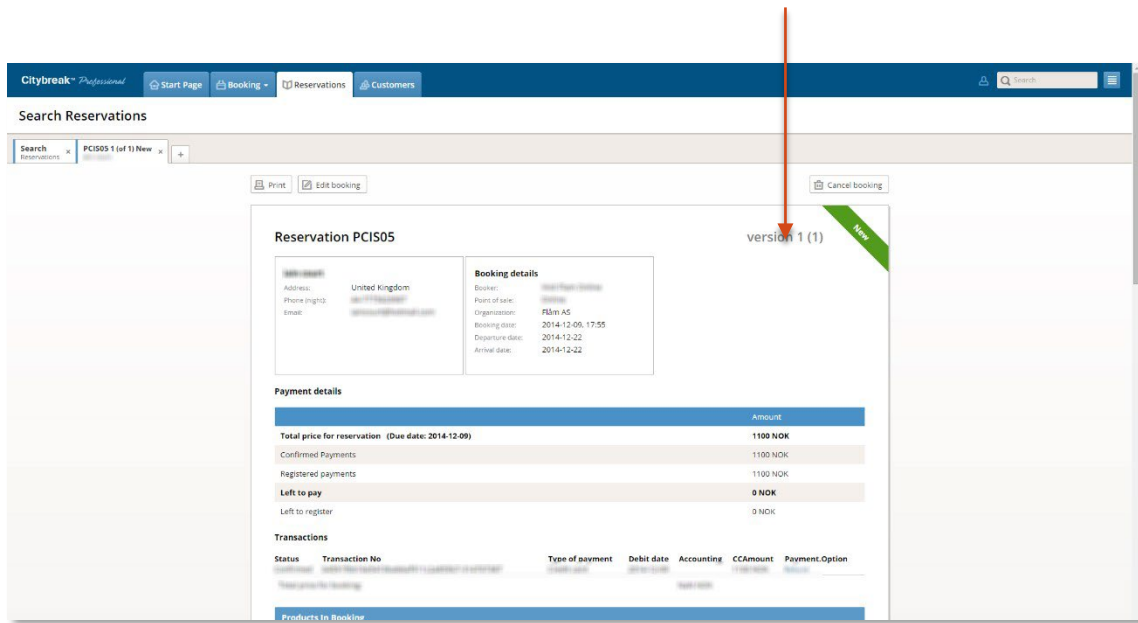 Citybreak™ Professional
Start Page
Booking
Reservations
Customers
Search
Search Reservations
Search
Reservations
PCIS05 1 (of 1) New
Print
Edit booking
Cancel booking
Reservation PCIS05
version 1 (1)
New
Address: United Kingdom
Phone (night):
Email:
Booking details
Booker:
Point of sale:
Organization: Flåm AS
Booking date: 2014-12-09, 17:55
Departure date: 2014-12-22
Arrival date: 2014-12-22
Payment details
Amount
Total price for reservation (Due date: 2014-12-09) 1100 NOK
Confirmed Payments 1100 NOK
Registered payments 1100 NOK
Left to pay 0 NOK
Left to register 0 NOK
Transactions
Status Transaction No Type of payment Debit date Accounting CCAmount Payment.Option
Products In Booking